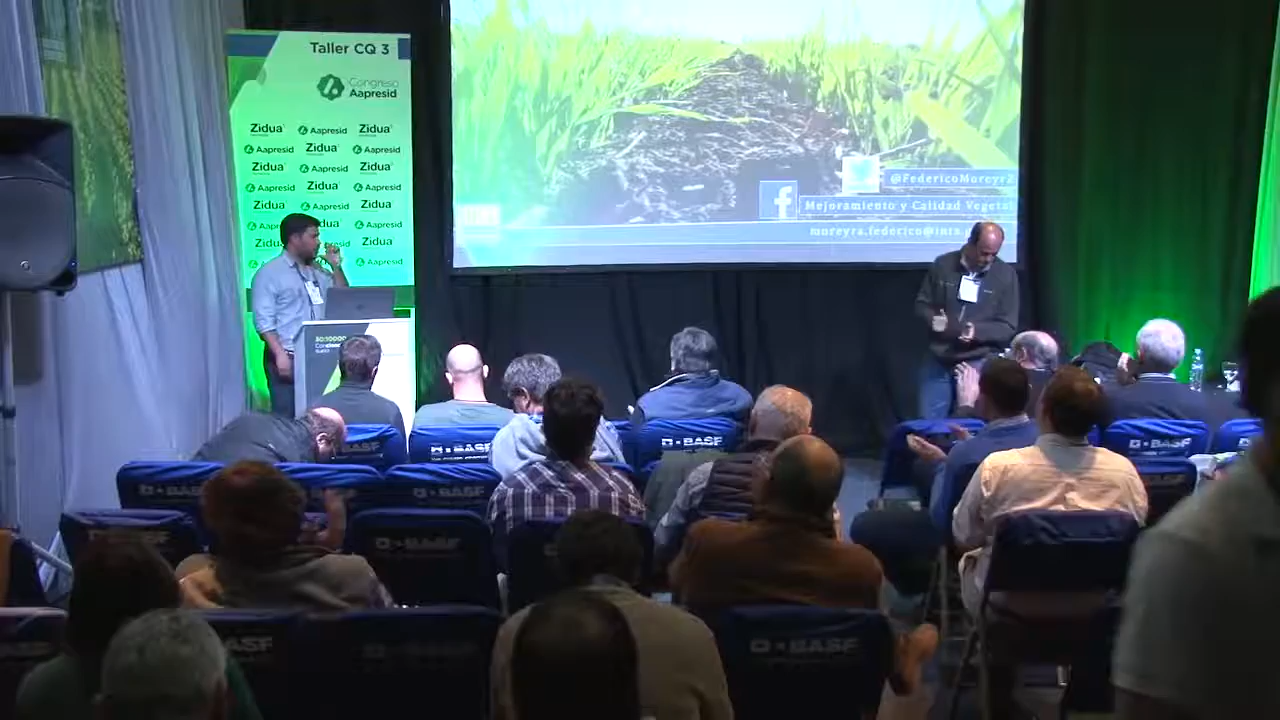 Taller CQ 3
Congreso
Aapresid
Zidua Aapresid Zidua
Aapresid Zidua Aapresid
Zidua Aapresid Zidua
Aapresid Zidua Aapresid
Zidua Aapresid Zidua
Aapresid
Zidua
Aapresid
@FedericoMoreyr2
f
Mejoramiento y Calidad Vegetal
moreyra.federico@inta
BASF
BASF
BASF
BASF
BASF
BASF
BASF
BASF
BASF